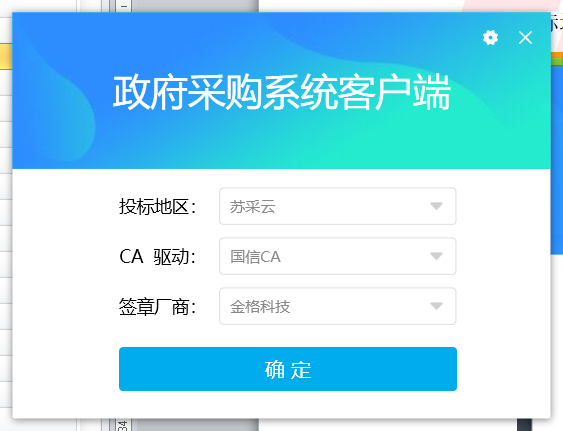 政府采购系统客户端
投标地区： 苏采云
CA 驱动： 国信CA
签章厂商： 金格科技
确 定